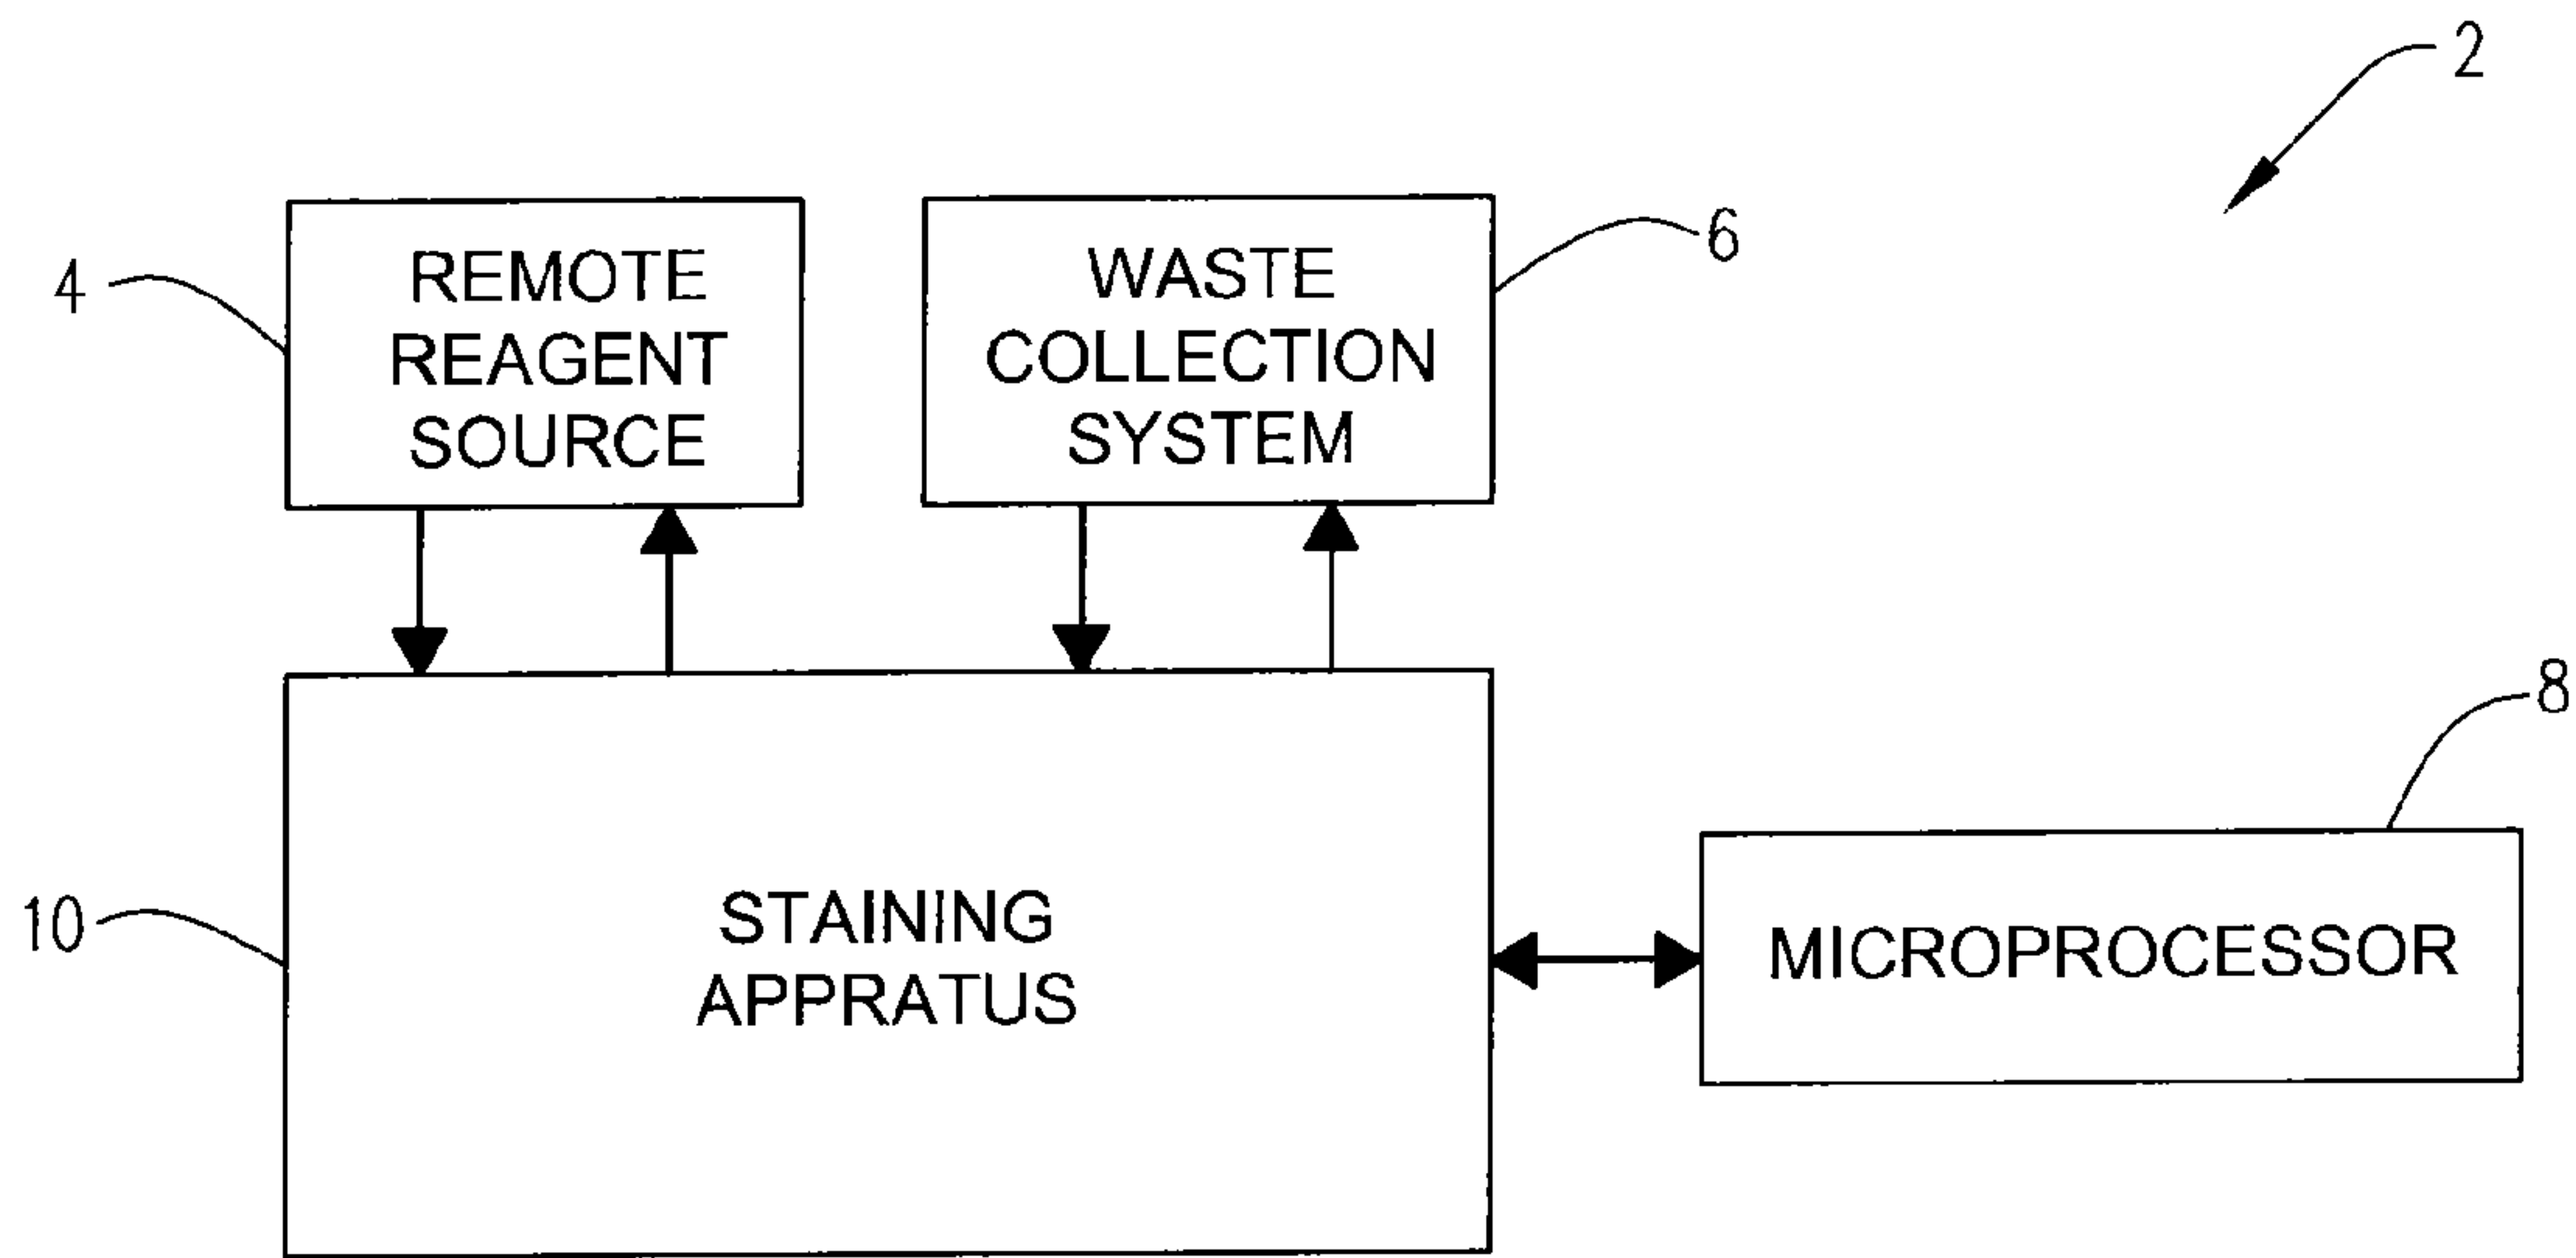 2
4
REMOTE
REAGENT
SOURCE
WASTE
COLLECTION
SYSTEM
6
8
10
STAINING
APPRATUS
MICROPROCESSOR